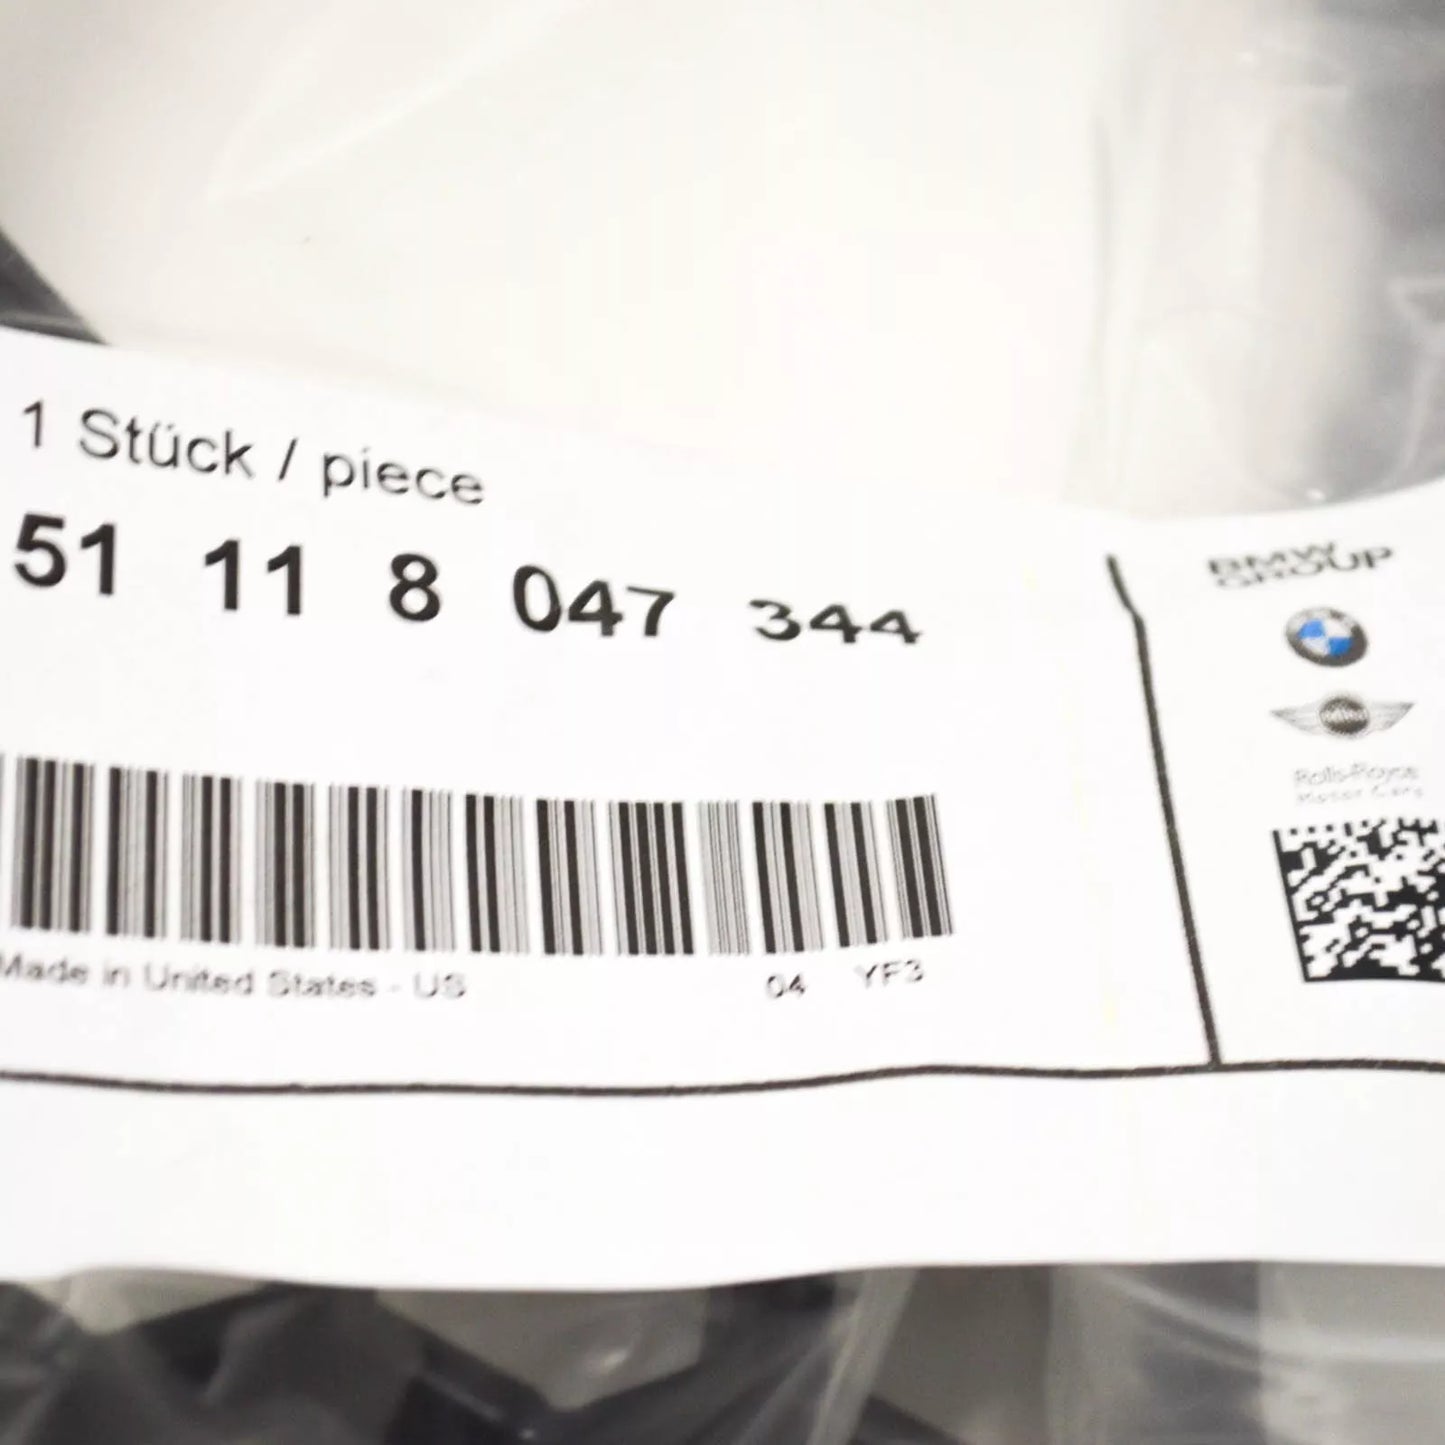 1 Stück / piece
51 11 8 047 344
Made in United States - US 04 YF3
BMW
GROUP
MINI
Rolls-Royce
Motor Cars